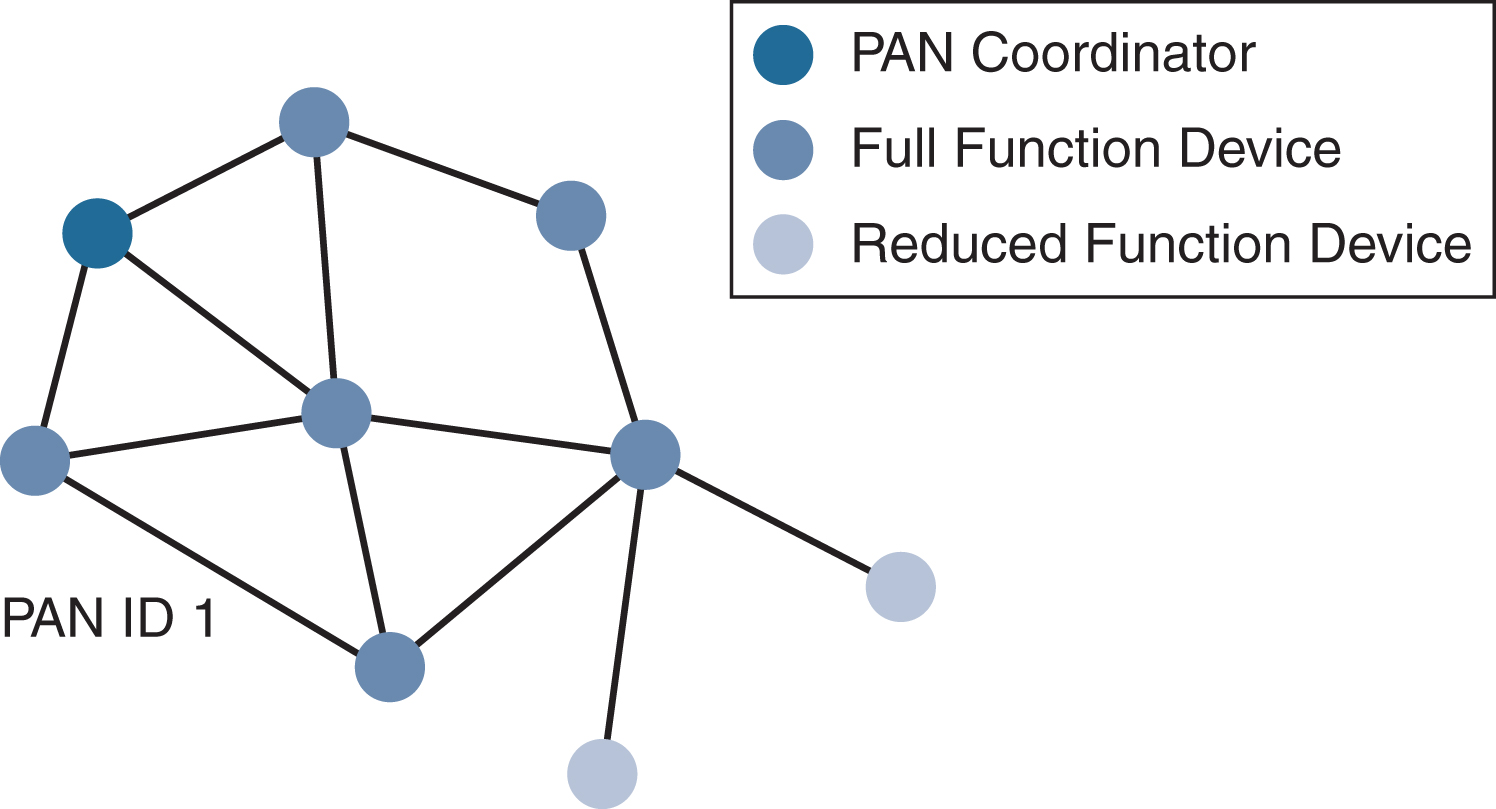 PAN Coordinator
Full Function Device
Reduced Function Device
PAN ID 1